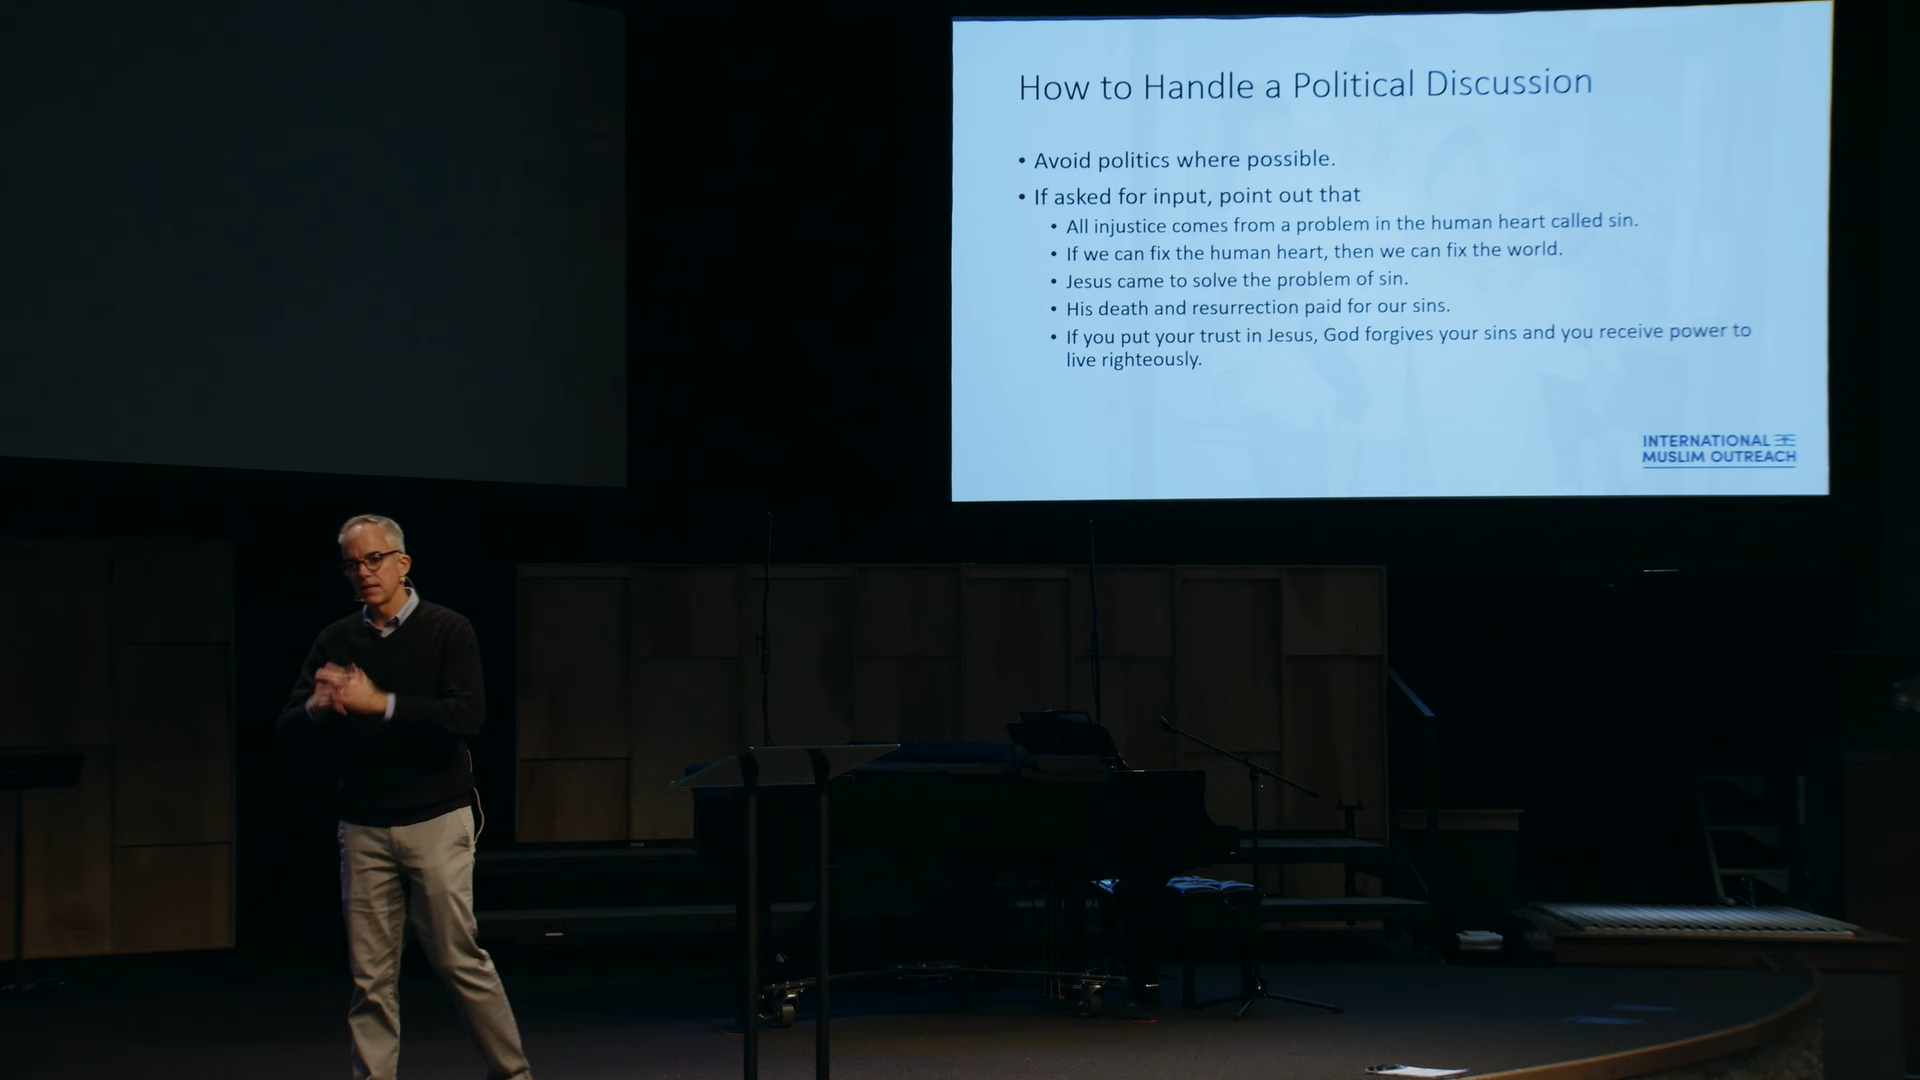 How to Handle a Political Discussion
• Avoid politics where possible.
• If asked for input, point out that
• All injustice comes from a problem in the human heart called sin.
• If we can fix the human heart, then we can fix the world.
• Jesus came to solve the problem of sin.
• His death and resurrection paid for our sins.
• If you put your trust in Jesus, God forgives your sins and you receive power to
live righteously.
INTERNATIONAL
MUSLIM OUTREACH